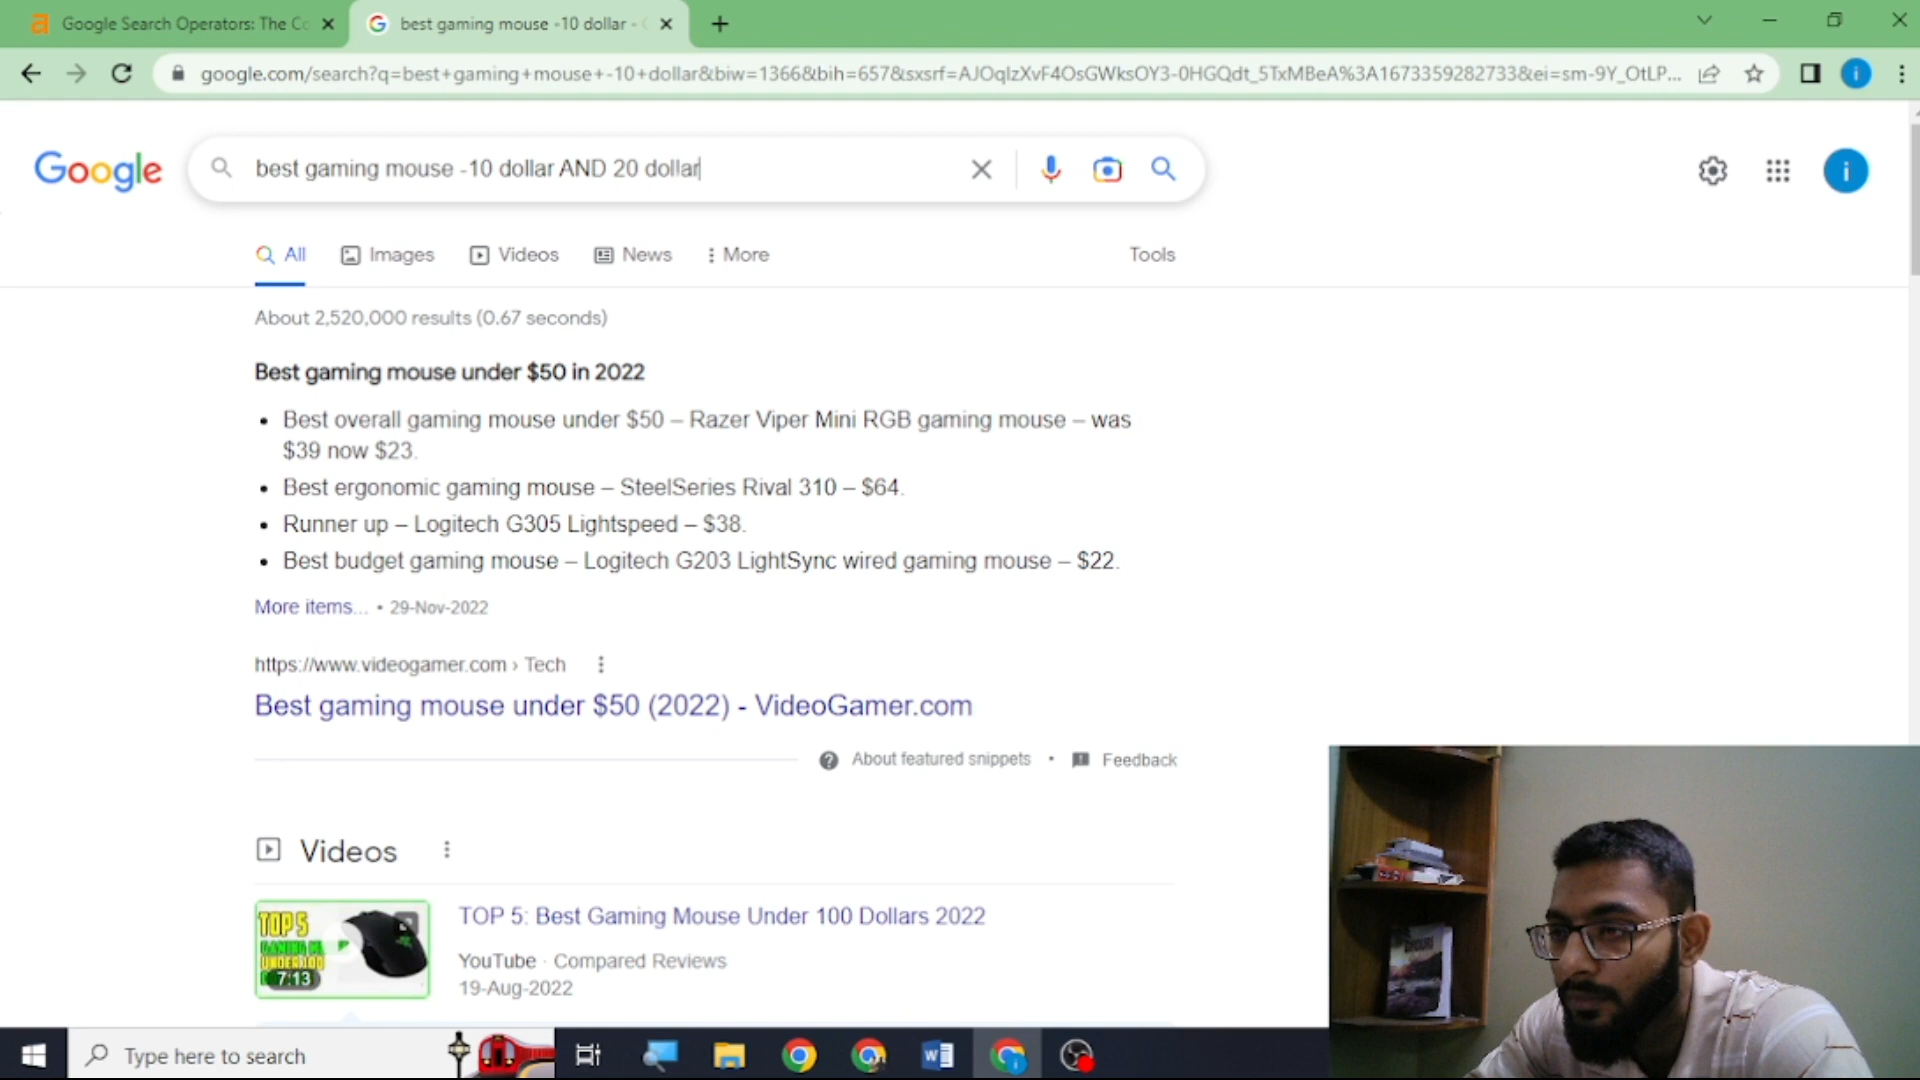 Google Search Operators: The Co
best gaming mouse -10 dollar -
google.com/search?q=best+gaming+mouse+-10+dollar&biw=1366&bih=657&sxsrf=AJOqlzXvF4OsGWksOY3-0HGQdt_5TxMBeA%3A1673359282733&ei=sm-9Y_OtLP...
Google
best gaming mouse -10 dollar AND 20 dollar
All Images Videos News More Tools
About 2,520,000 results (0.67 seconds)
Best gaming mouse under $50 in 2022
• Best overall gaming mouse under $50 – Razer Viper Mini RGB gaming mouse – was
$39 now $23.
• Best ergonomic gaming mouse – SteelSeries Rival 310 – $64.
• Runner up – Logitech G305 Lightspeed – $38.
• Best budget gaming mouse – Logitech G203 LightSync wired gaming mouse – $22.
More items... • 29-Nov-2022
https://www.videogamer.com › Tech
Best gaming mouse under $50 (2022) - VideoGamer.com
About featured snippets • Feedback
Videos
TOP 5
UNDER 100
7:13
TOP 5: Best Gaming Mouse Under 100 Dollars 2022
YouTube · Compared Reviews
19-Aug-2022
Type here to search